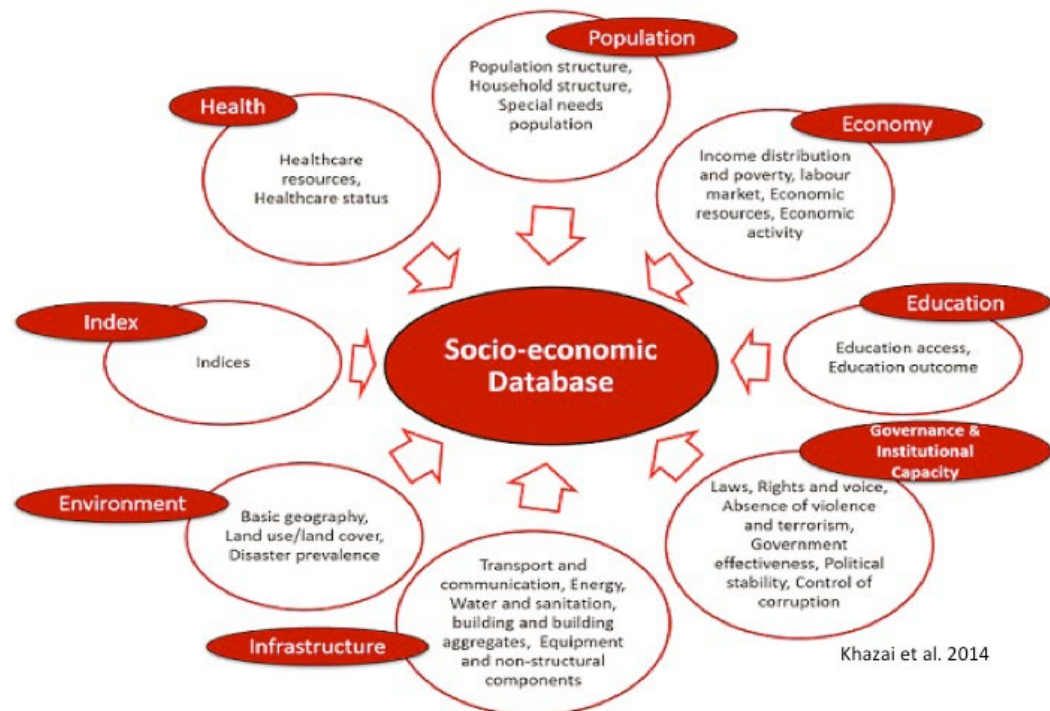 Population
Population structure,
Household structure,
Special needs
population
Health
Healthcare
resources,
Healthcare status
Economy
Income distribution
and poverty, labour
market, Economic
resources, Economic
activity
Index
Indices
Socio-economic
Database
Education
Education access,
Education outcome
Governance &
Institutional
Capacity
Laws, Rights and voice,
Absence of violence
and terrorism,
Government
effectiveness, Political
stability, Control of
corruption
Environment
Basic geography,
Land use/land cover,
Disaster prevalence
Infrastructure
Transport and
communication, Energy,
Water and sanitation,
building and building
aggregates, Equipment
and non-structural
components
Khazai et al. 2014